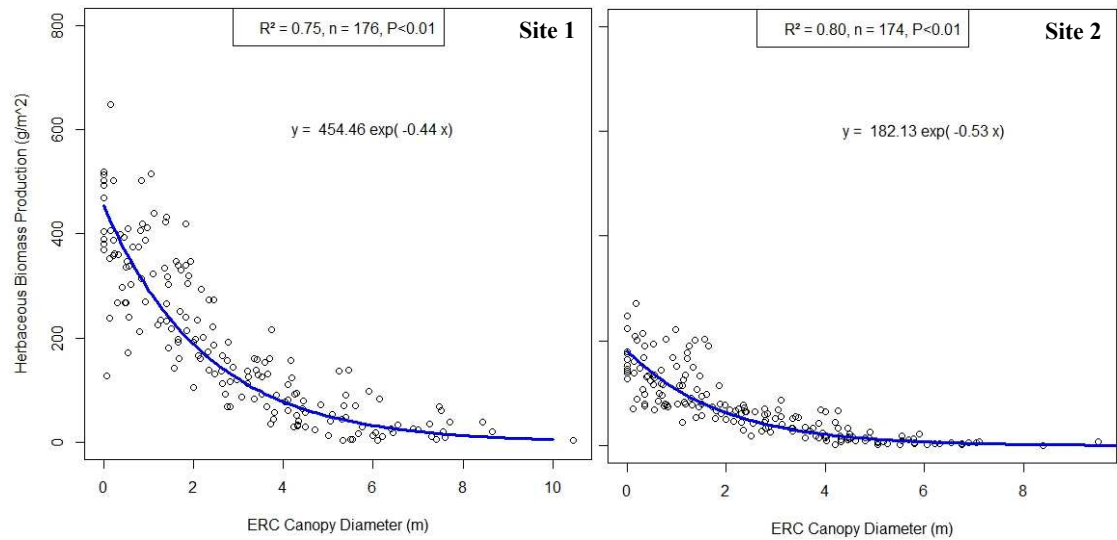 R² = 0.75, n = 176, P<0.01
Site 1
y = 454.46 exp( -0.44 x)
Herbaceous Biomass Production (g/m^2)
800
600
400
200
0
0 2 4 6 8 10
ERC Canopy Diameter (m)
R² = 0.80, n = 174, P<0.01
Site 2
y = 182.13 exp( -0.53 x)
0 2 4 6 8
ERC Canopy Diameter (m)